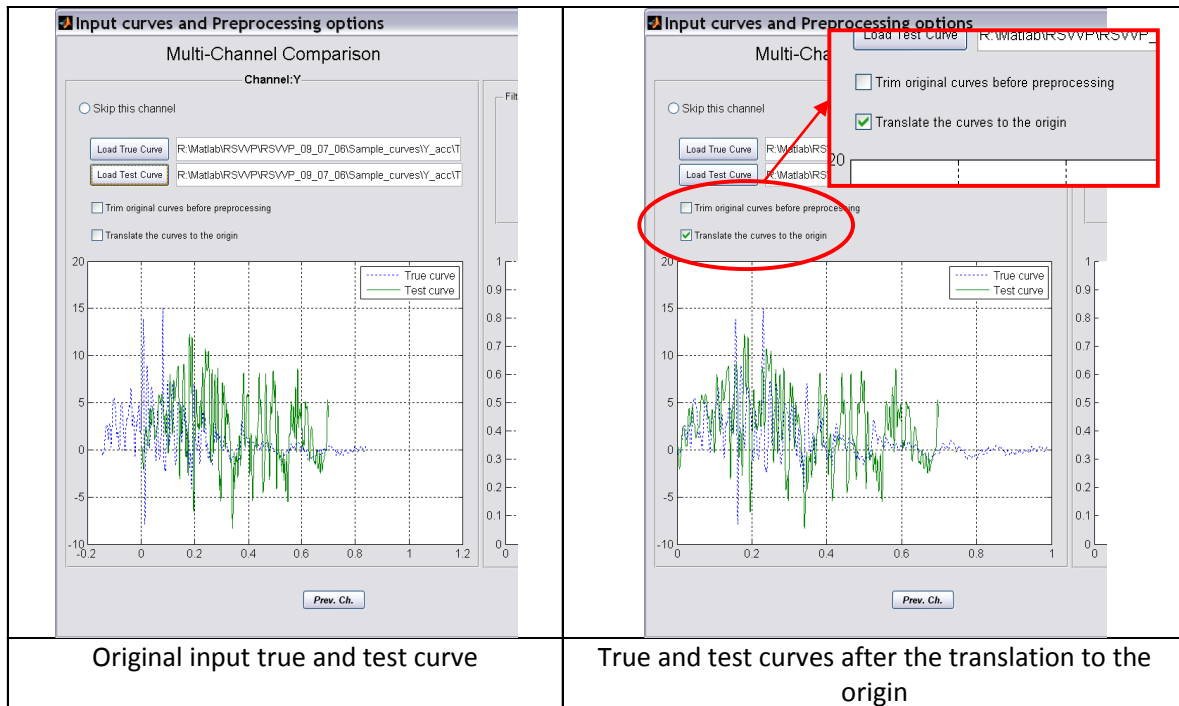 Input curves and Preprocessing options
Multi-Channel Comparison
Channel:Y
Skip this channel
Filt
Load True Curve
R:\Matlab\RSVVP\RSVVP_09_07_06\Sample_curves\Y_acc\T
Load Test Curve
R:\Matlab\RSVVP\RSVVP_09_07_06\Sample_curves\Y_acc\T
Trim original curves before preprocessing
Translate the curves to the origin
True curve
Test curve
20
15
10
5
0
-5
-10
-0.2
0
0.2
0.4
0.6
0.8
1
1.2
1
0.9
0.8
0.7
0.6
0.5
0.4
0.3
0.2
0.1
0
0
Prev. Ch.
Original input true and test curve
Input curves and Preprocessing options
Multi-Cha
Skip this channel
Load True Curve
R:\Matlab\RS
Load Test Curve
R:\Matlab\RS
Trim original curves before preprocessing
Translate the curves to the origin
Load Test Curve
R:\Matlab\RSVVP\RSVVP_
Trim original curves before preprocessing
Translate the curves to the origin
20
True curve
Test curve
20
15
10
5
0
-5
-10
0
0.2
0.4
0.6
0.8
1
1
0.9
0.8
0.7
0.6
0.5
0.4
0.3
0.2
0.1
0
0
Prev. Ch.
True and test curves after the translation to the
origin